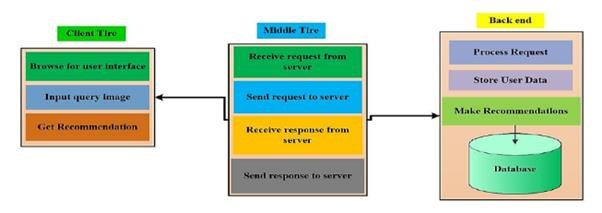 Client Tire
Browse for user interface
Input query image
Get Recommendation
Middle Tire
Receive request from
server
Send request to server
Receive response from
server
Send response to server
Back end
Process Request
Store User Data
Make Recommendations
Database